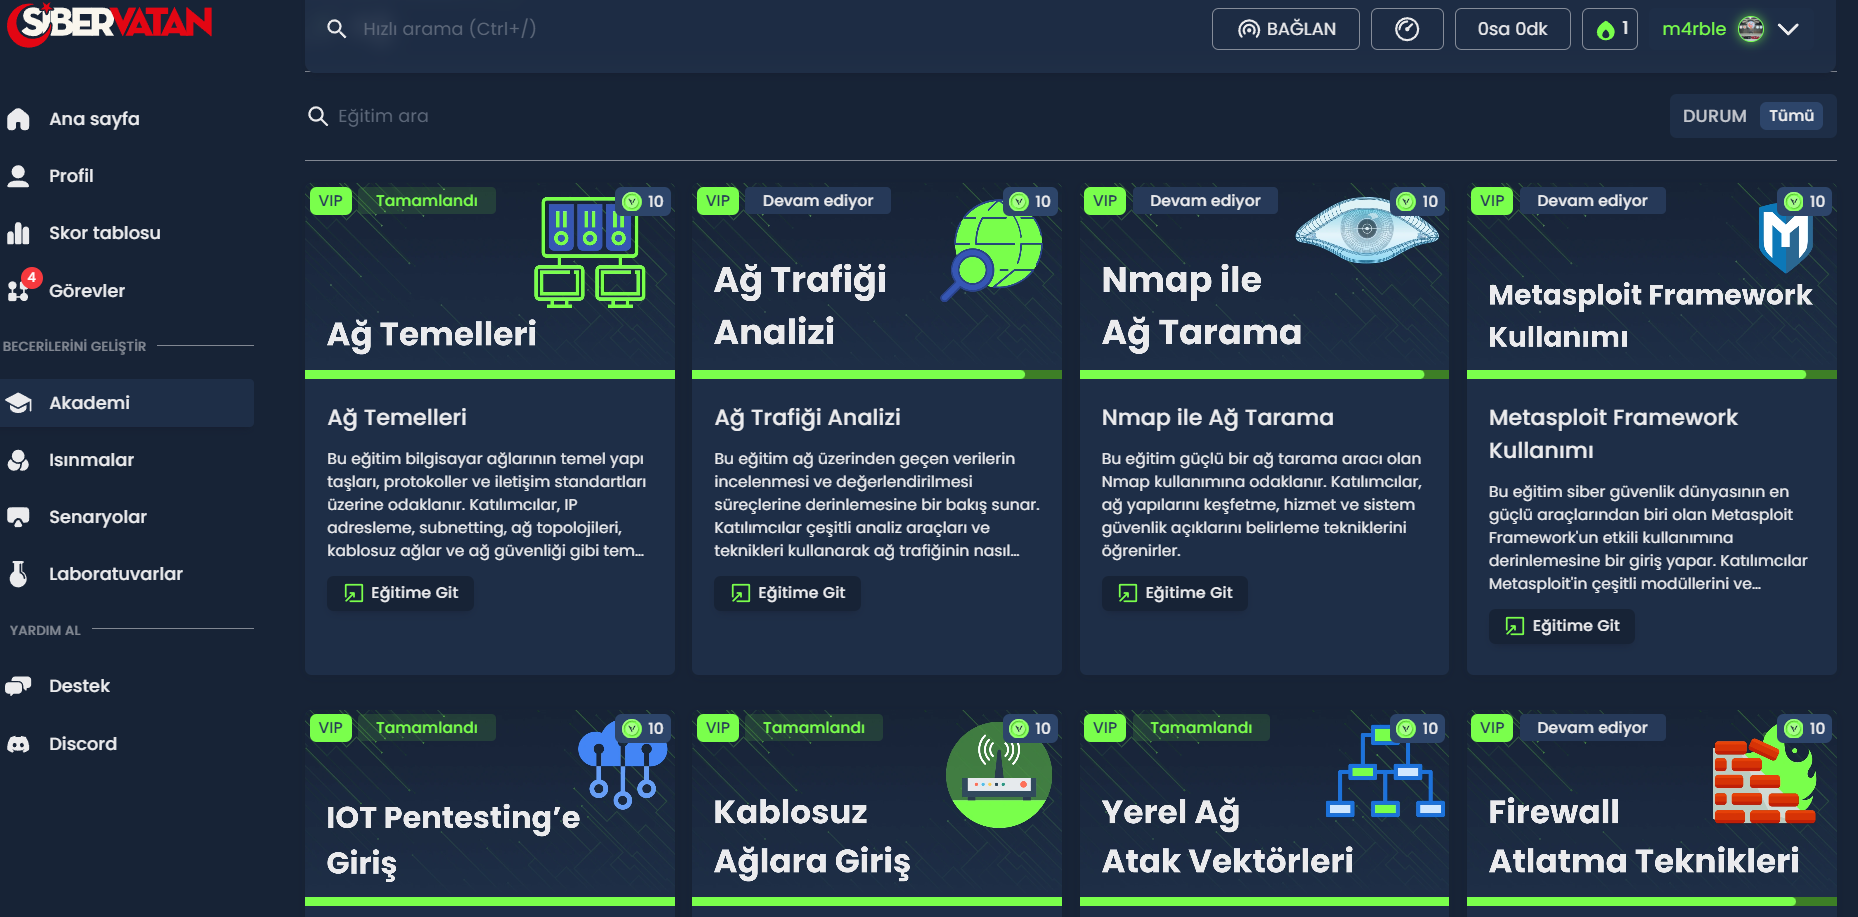 SİBERVATAN
Hızlı arama (Ctrl+/)
BAĞLAN
0sa 0dk
1
m4rble
Ana sayfa
Profil
Skor tablosu
4
Görevler
BECERİLERİNİ GELİŞTİR
Akademi
Isınmalar
Senaryolar
Laboratuvarlar
YARDIM AL
Destek
Discord
Eğitim ara
DURUM Tümü
VIP Tamamlandı 10
Ağ Temelleri
Ağ Temelleri
Bu eğitim bilgisayar ağlarının temel yapı
taşları, protokoller ve iletişim standartları
üzerine odaklanır. Katılımcılar, IP
adresleme, subnetting, ağ topolojileri,
kablosuz ağlar ve ağ güvenliği gibi tem...
Eğitime Git
VIP Devam ediyor 10
Ağ Trafiği
Analizi
Ağ Trafiği Analizi
Bu eğitim ağ üzerinden geçen verilerin
incelenmesi ve değerlendirilmesi
süreçlerine derinlemesine bir bakış sunar.
Katılımcılar çeşitli analiz araçları ve
teknikleri kullanarak ağ trafiğinin nasıl...
Eğitime Git
VIP Devam ediyor 10
Nmap ile
Ağ Tarama
Nmap ile Ağ Tarama
Bu eğitim güçlü bir ağ tarama aracı olan
Nmap kullanımına odaklanır. Katılımcılar,
ağ yapılarını keşfetme, hizmet ve sistem
güvenlik açıklarını belirleme tekniklerini
öğrenirler.
Eğitime Git
VIP Devam ediyor 10
M
Metasploit Framework
Kullanımı
Metasploit Framework
Kullanımı
Bu eğitim siber güvenlik dünyasının en
güçlü araçlarından biri olan Metasploit
Framework'un etkili kullanımına
derinlemesine bir giriş yapar. Katılımcılar
Metasploit'in çeşitli modüllerini ve...
Eğitime Git
VIP Tamamlandı 10
IOT Pentesting’e
Giriş
VIP Tamamlandı 10
Kablosuz
Ağlara Giriş
VIP Tamamlandı 10
Yerel Ağ
Atak Vektörleri
VIP Devam ediyor 10
Firewall
Atlatma Teknikleri